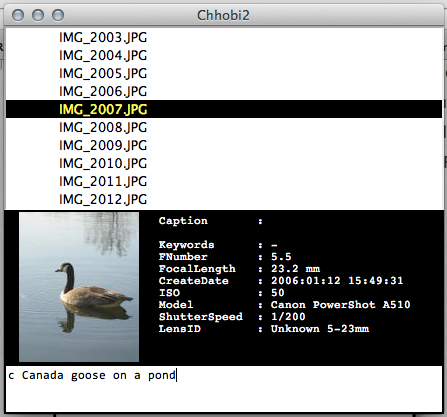 Chhobi2
IMG_2003.JPG
IMG_2004.JPG
IMG_2005.JPG
IMG_2006.JPG
IMG_2007.JPG
IMG_2008.JPG
IMG_2009.JPG
IMG_2010.JPG
IMG_2011.JPG
IMG_2012.JPG
Caption :
Keywords : -
FNumber : 5.5
FocalLength : 23.2 mm
CreateDate : 2006:01:12 15:49:31
ISO : 50
Model : Canon PowerShot A510
ShutterSpeed : 1/200
LensID : Unknown 5-23mm
c Canada goose on a pond